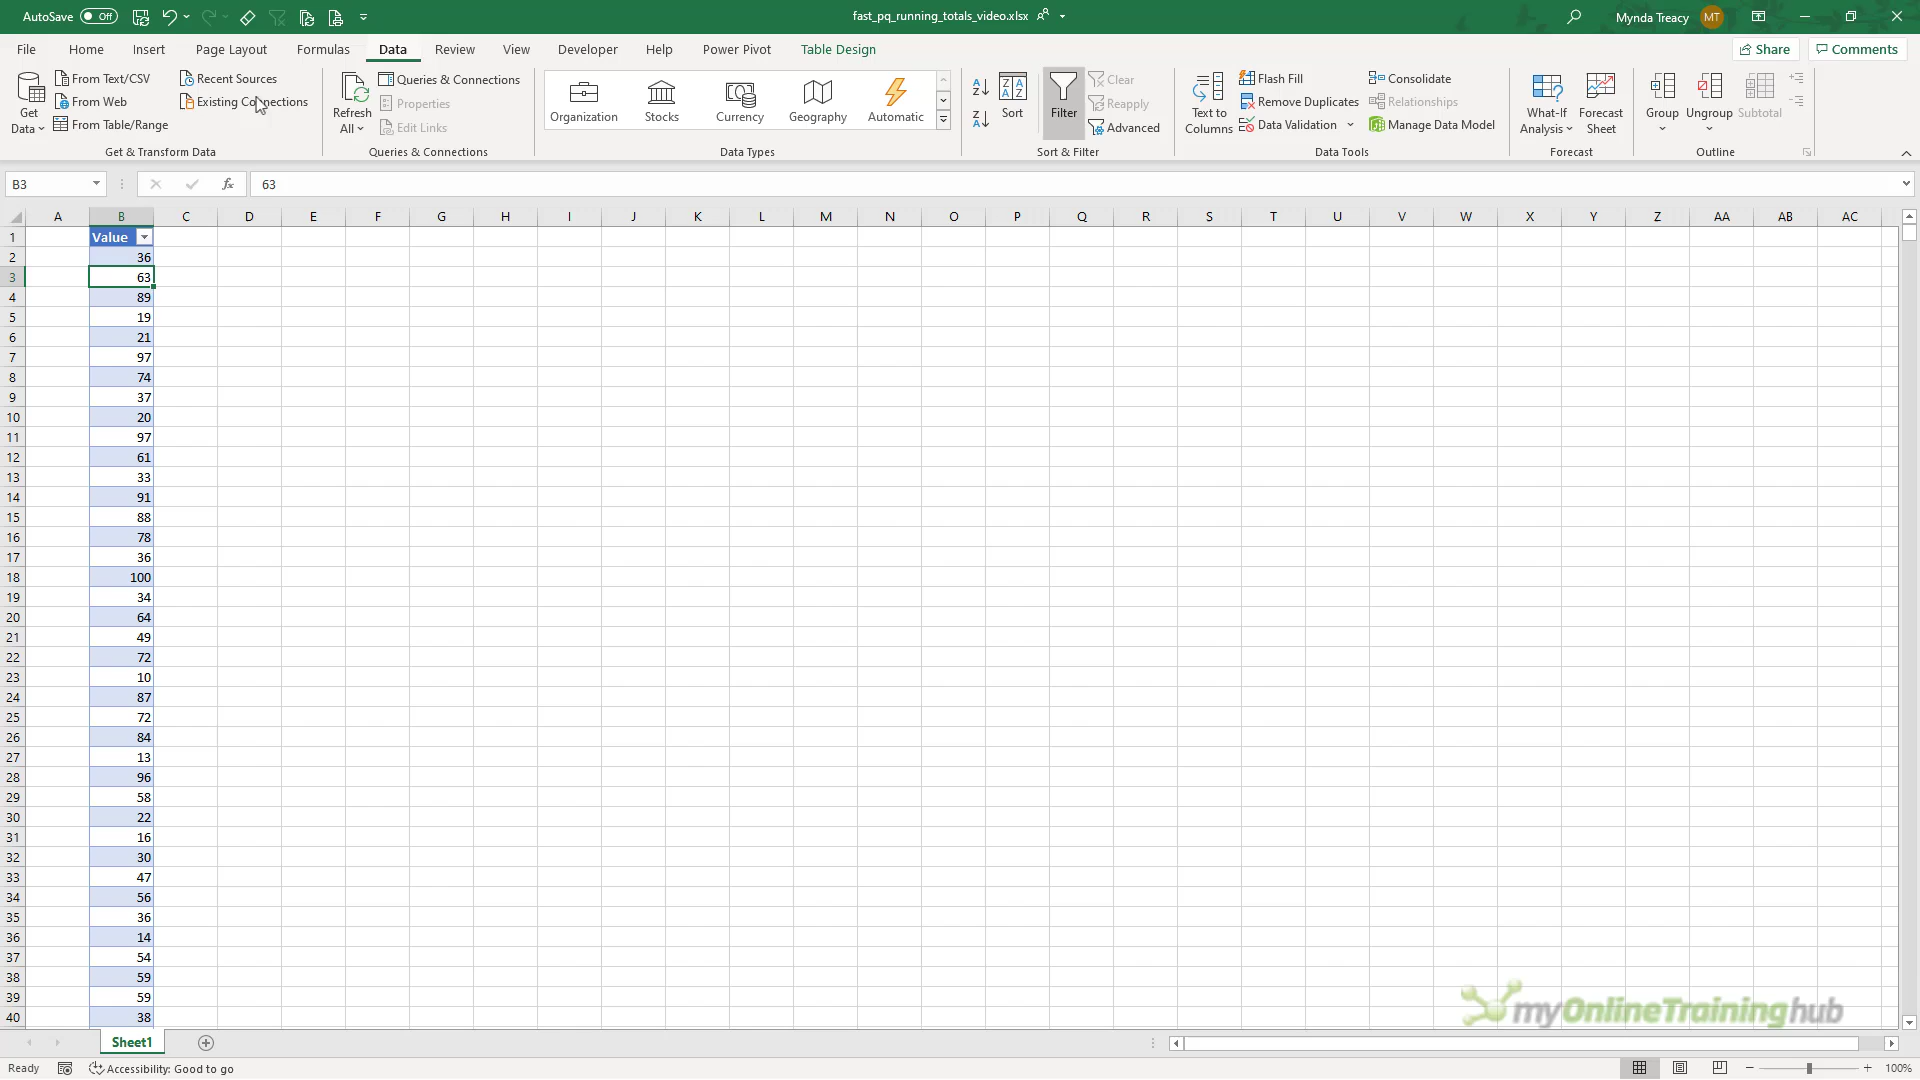 AutoSave Off fast_pq_running_totals_video.xlsx Mynda Treacy MT
File Home Insert Page Layout Formulas Data Review View Developer Help Power Pivot Table Design Share Comments
Get Data
From Text/CSV
From Web
From Table/Range
Recent Sources
Existing Connections
Get & Transform Data
Refresh All
Queries & Connections
Properties
Edit Links
Queries & Connections
Organization Stocks Currency Geography Automatic
Data Types
Sort
Filter
Clear
Reapply
Advanced
Sort & Filter
Text to Columns
Flash Fill
Remove Duplicates
Data Validation
Consolidate
Relationships
Manage Data Model
Data Tools
What-If Analysis
Forecast Sheet
Forecast
Group
Ungroup
Subtotal
Outline
B3 fx 63
A B C D E F G H I J K L M N O P Q R S T U V W X Y Z AA AB AC
1 Value
2 36
3 63
4 89
5 19
6 21
7 97
8 74
9 37
10 20
11 97
12 61
13 33
14 91
15 88
16 78
17 36
18 100
19 34
20 64
21 49
22 72
23 10
24 87
25 72
26 84
27 13
28 96
29 58
30 22
31 16
32 30
33 47
34 56
35 36
36 14
37 54
38 59
39 59
40 38
myOnlineTraininghub
Sheet1
Ready Accessibility: Good to go 100%